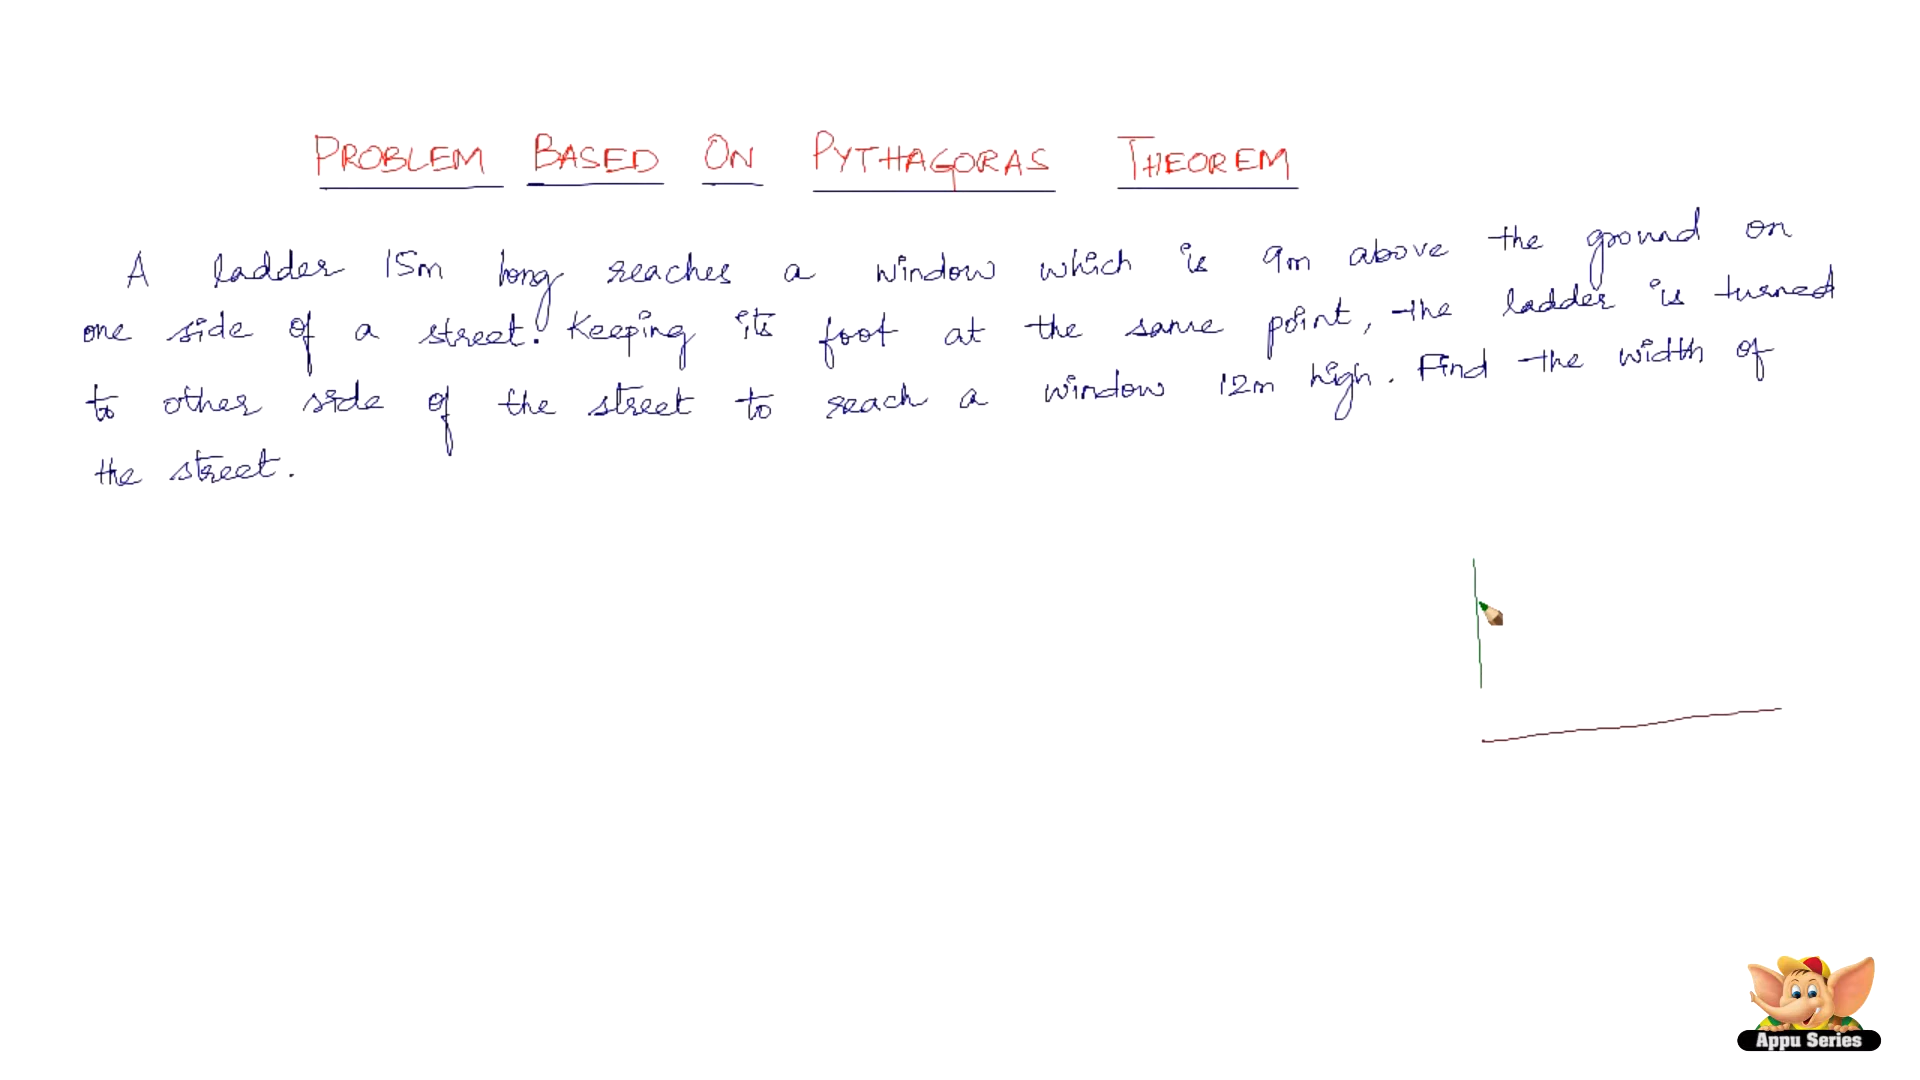 PROBLEM BASED ON PYTHAGORAS THEOREM
A ladder 15m long reaches a window which is 9m above the ground on
one side of a street. Keeping its foot at the same point, the ladder is turned
to other side of the street to reach a window 12m high. Find the width of
the street.
Appu Series